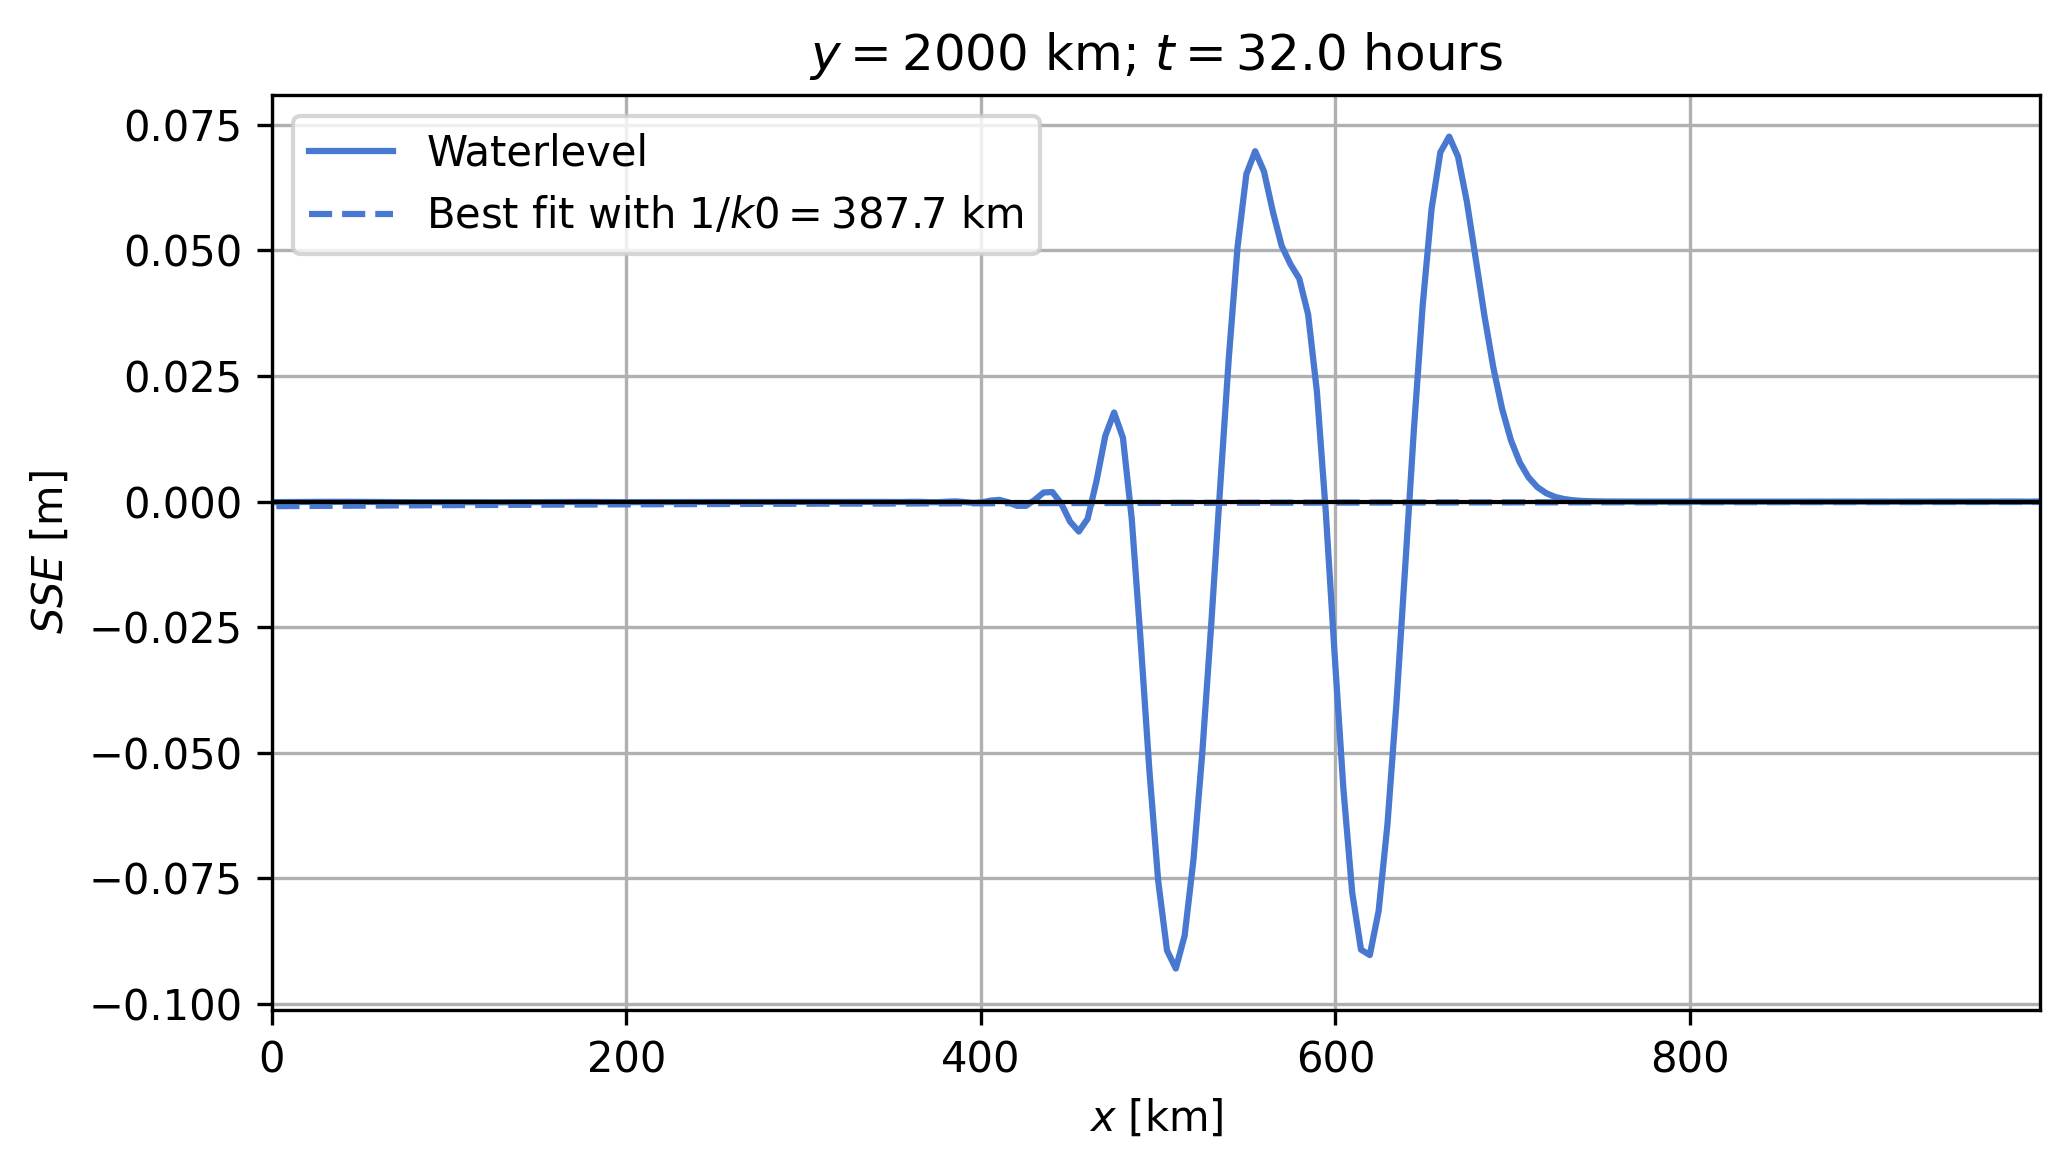 y = 2000 km; t = 32.0 hours
Waterlevel
Best fit with 1/k0 = 387.7 km
0.075
0.050
0.025
0.000
−0.025
−0.050
−0.075
−0.100
SSE [m]
0 200 400 600 800
x [km]